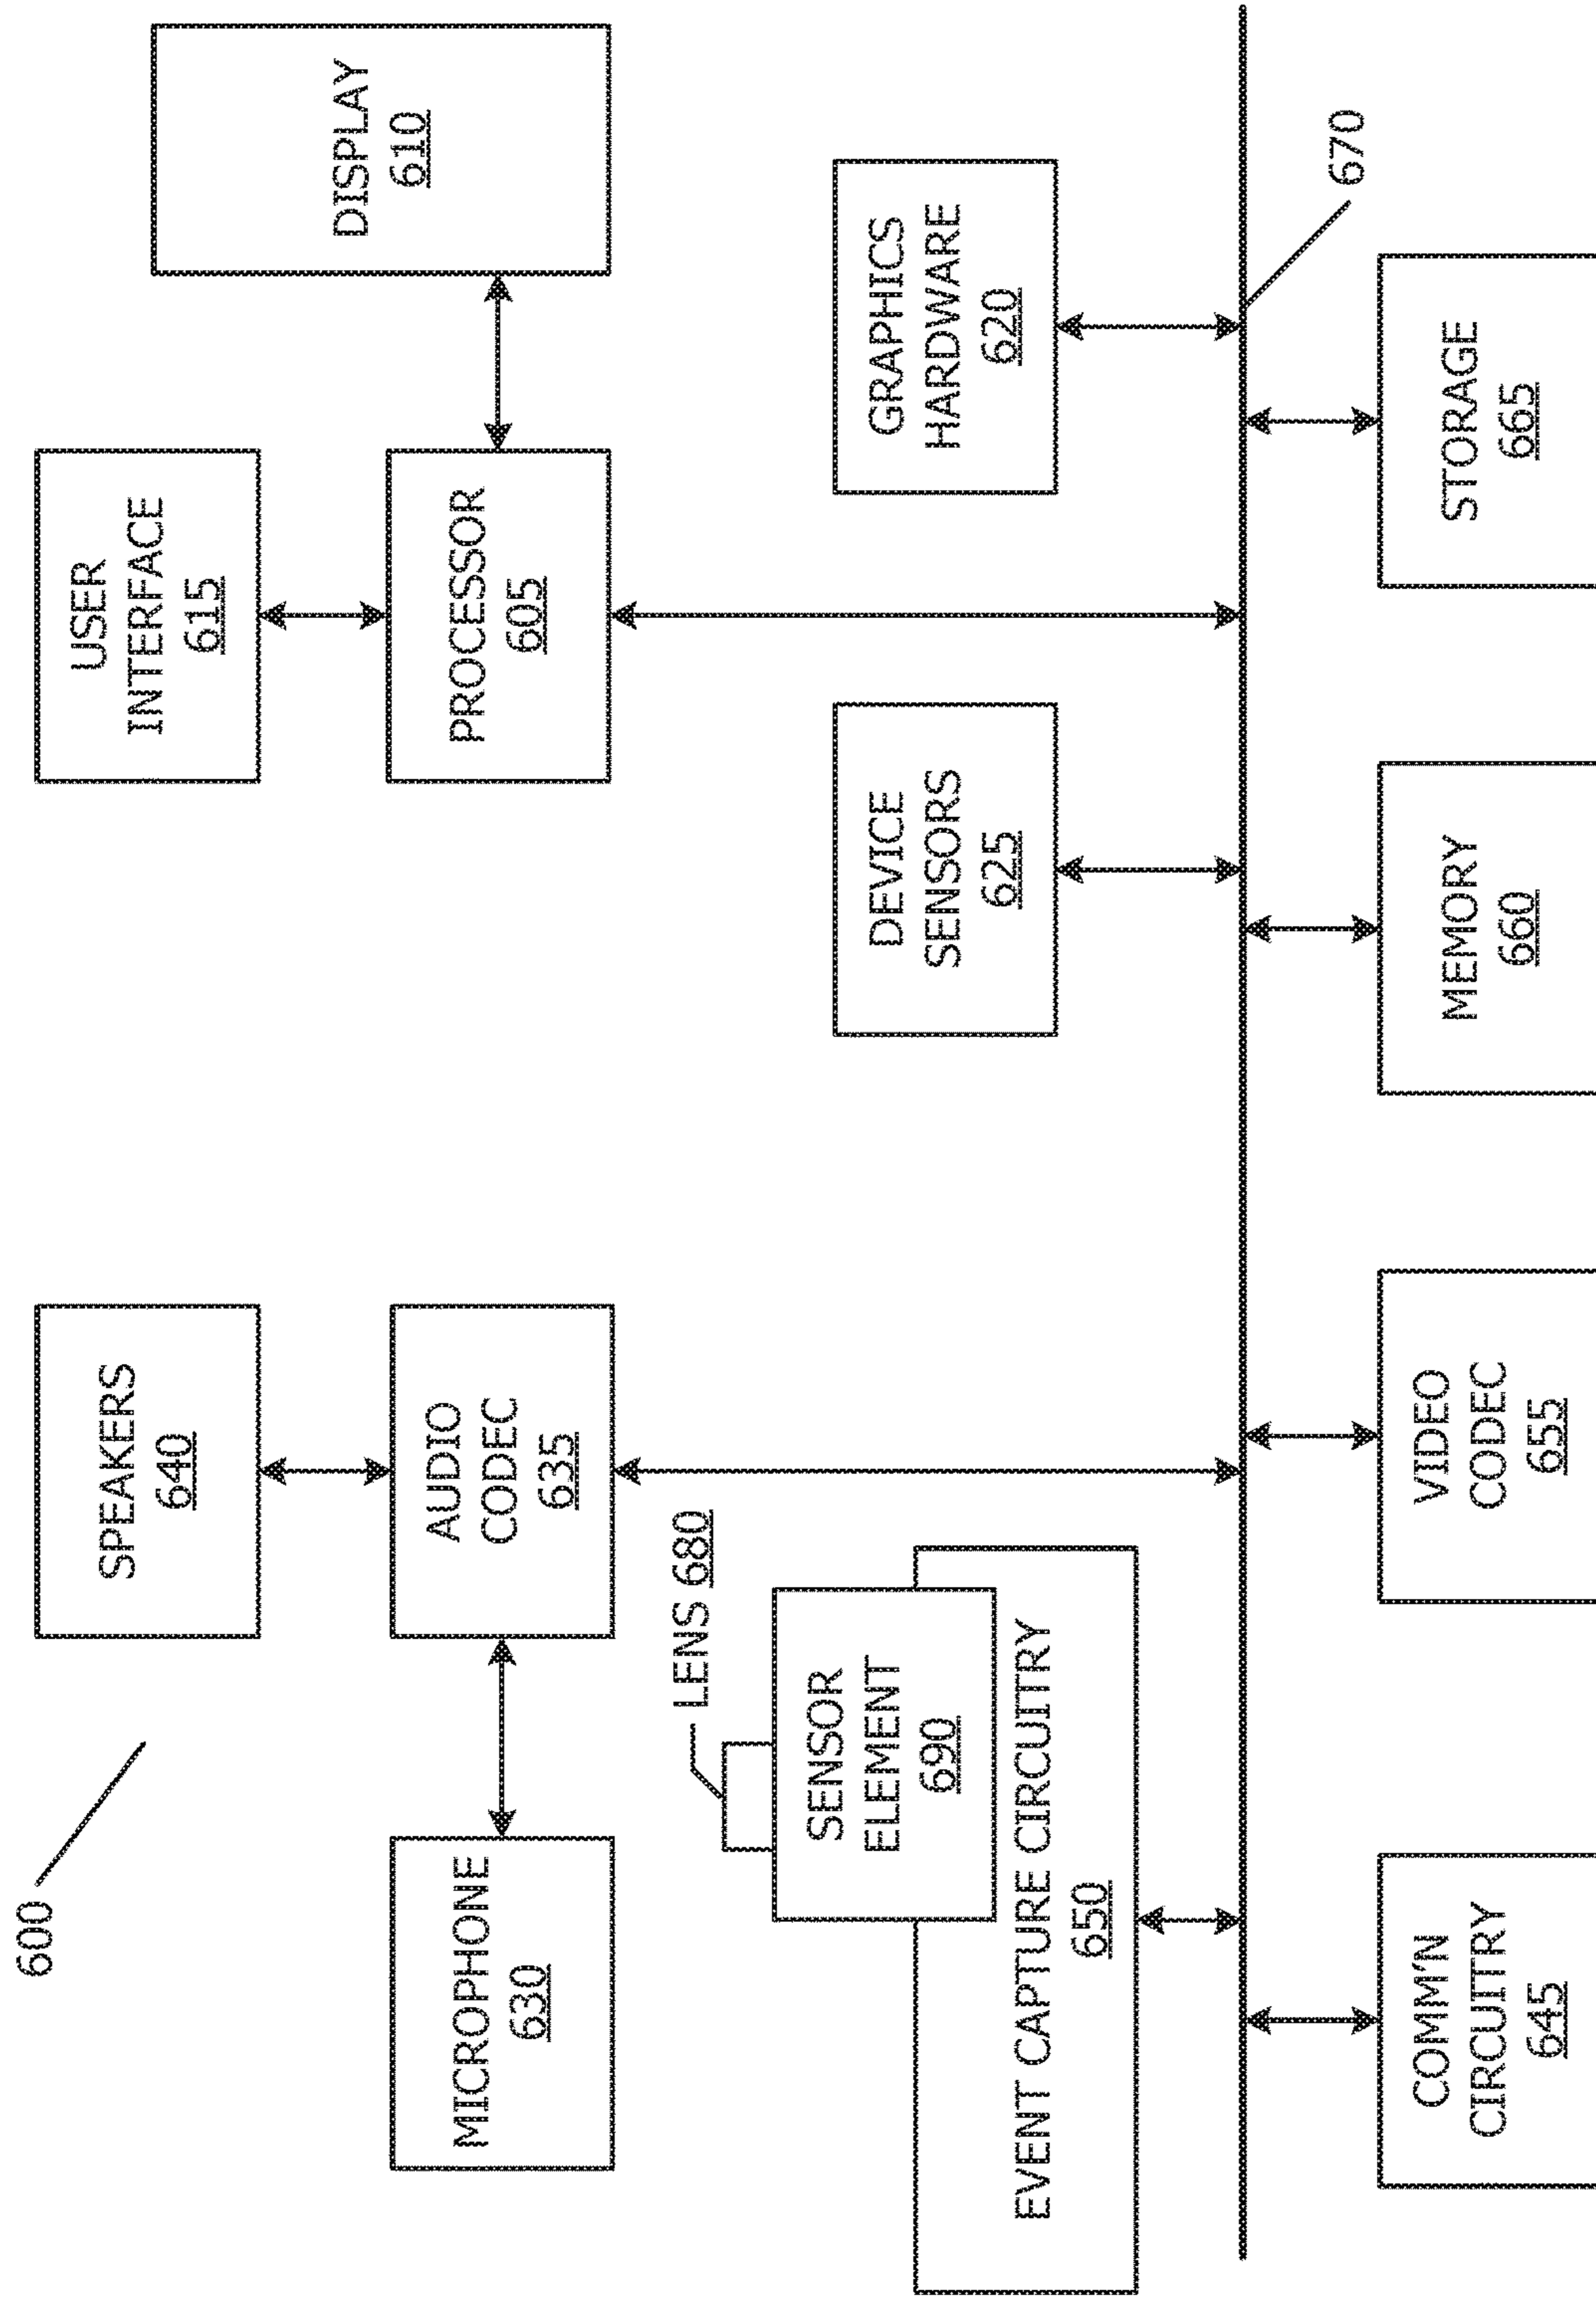 600
SPEAKERS
640
USER
INTERFACE
615
DISPLAY
610
MICROPHONE
630
AUDIO
CODEC
635
PROCESSOR
605
LENS 680
SENSOR
ELEMENT
690
EVENT CAPTURE CIRCUITRY
650
DEVICE
SENSORS
625
GRAPHICS
HARDWARE
620
670
COMM'N
CIRCUITRY
645
VIDEO
CODEC
655
MEMORY
660
STORAGE
665